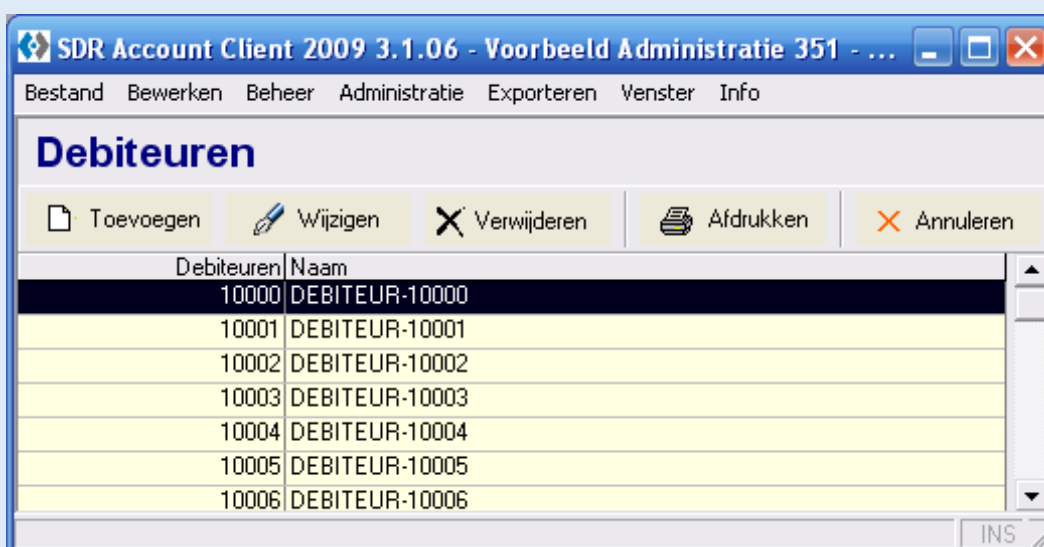 SDR Account Client 2009 3.1.06 - Voorbeeld Administratie 351 - ...
Bestand Bewerken Beheer Administratie Exporteren Venster Info
Debiteuren
Toevoegen Wijzigen Verwijderen Afdrukken Annuleren
Debiteuren Naam
10000 DEBITEUR-10000
10001 DEBITEUR-10001
10002 DEBITEUR-10002
10003 DEBITEUR-10003
10004 DEBITEUR-10004
10005 DEBITEUR-10005
10006 DEBITEUR-10006
INS